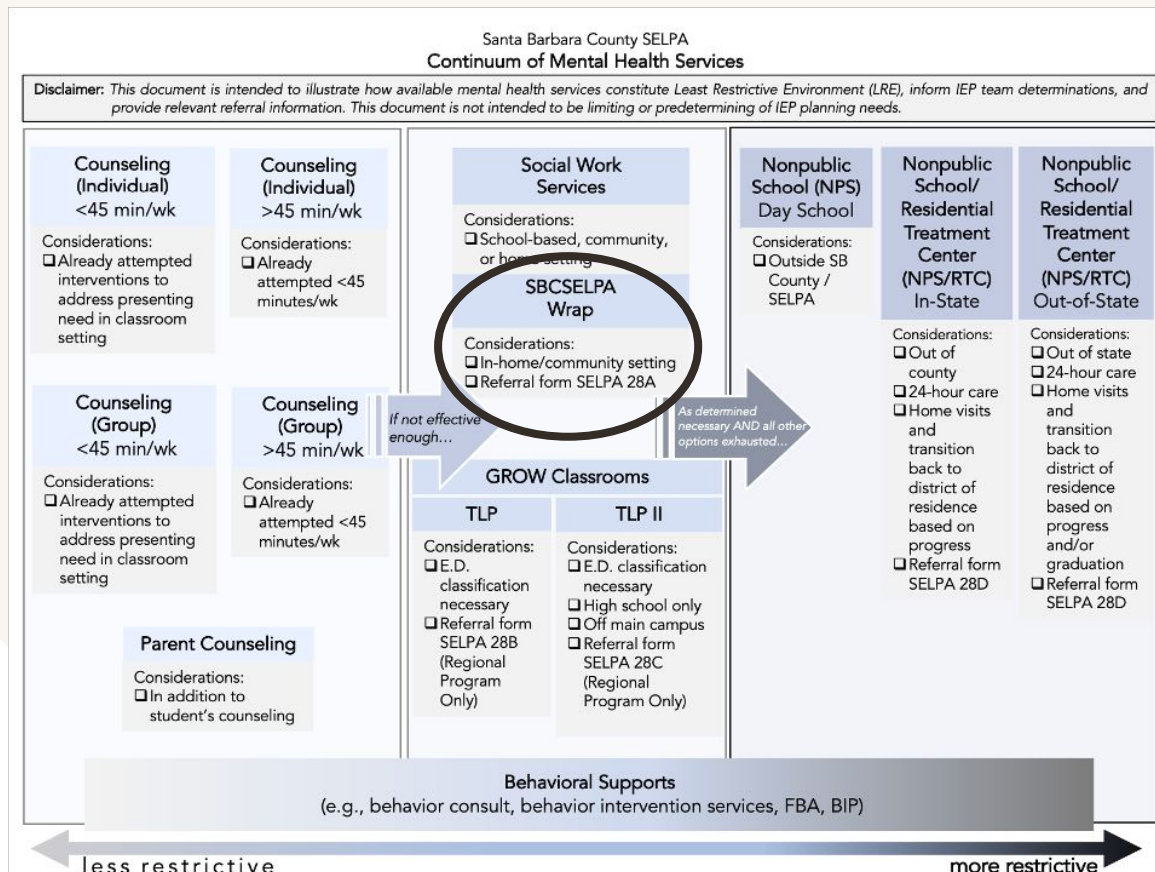 Santa Barbara County SELPA
Continuum of Mental Health Services
Disclaimer: This document is intended to illustrate how available mental health services constitute Least Restrictive Environment (LRE), inform IEP team determinations, and
provide relevant referral information. This document is not intended to be limiting or predetermining of IEP planning needs.
Counseling
(Individual)
<45 min/wk
Considerations:
❑Already attempted
interventions to
address presenting
need in classroom
setting
Counseling
(Individual)
>45 min/wk
Considerations:
❑Already
attempted <45
minutes/wk
Counseling
(Group)
<45 min/wk
Considerations:
❑Already attempted
interventions to
address presenting
need in classroom
setting
Counseling
(Group)
>45 min/wk
Considerations:
❑Already
attempted <45
minutes/wk
Parent Counseling
Considerations:
❑In addition to
student's counseling
If not effective
enough...
Social Work
Services
Considerations:
❑School-based, community,
or home setting
SBCSELPA
Wrap
Considerations:
❑In-home/community setting
❑Referral form SELPA 28A
GROW Classrooms
TLP
Considerations:
❑E.D.
classification
necessary
❑Referral form
SELPA 28B
(Regional
Program
Only)
TLP II
Considerations:
❑E.D. classification
necessary
❑High school only
❑Off main campus
❑Referral form
SELPA 28C
(Regional
Program Only)
As determined
necessary AND all other
options exhausted...
Nonpublic
School (NPS)
Day School
Considerations:
❑Outside SB
County /
SELPA
Nonpublic
School/
Residential
Treatment
Center
(NPS/RTC)
In-State
Considerations:
❑Out of
county
❑24-hour care
❑Home visits
and
transition
back to
district of
residence
based on
progress
❑Referral form
SELPA 28D
Nonpublic
School/
Residential
Treatment
Center
(NPS/RTC)
Out-of-State
Considerations:
❑Out of state
❑24-hour care
❑Home visits
and
transition
back to
district of
residence
based on
progress
and/or
graduation
❑Referral form
SELPA 28D
Behavioral Supports
(e.g., behavior consult, behavior intervention services, FBA, BIP)
less restrictive
more restrictive